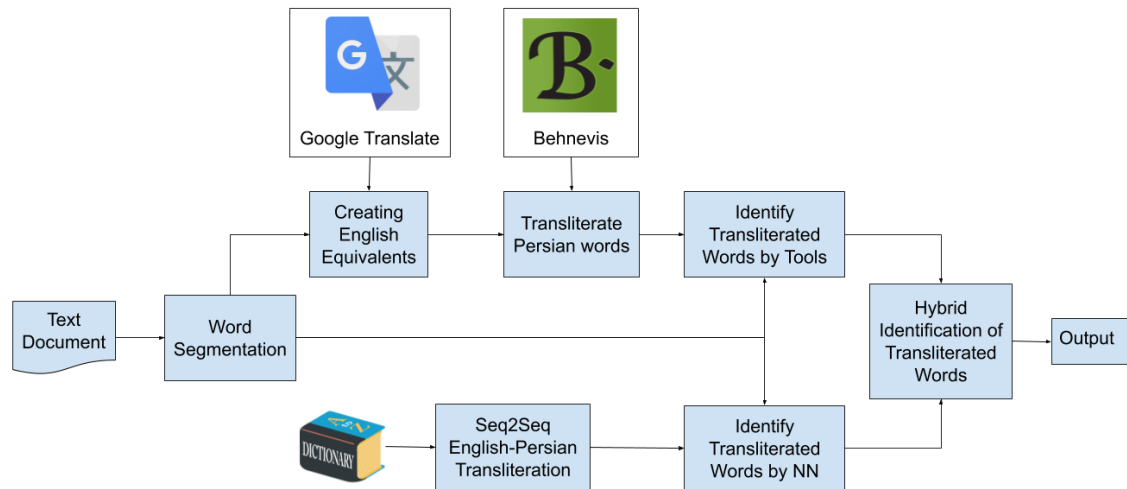 G
文
B
Google Translate
Behnevis
Creating
English
Equivalents
Transliterate
Persian words
Identify
Transliterated
Words by Tools
Text
Document
Word
Segmentation
Hybrid
Identification of
Transliterated
Words
Output
A
Z
DICTIONARY
Seq2Seq
English-Persian
Transliteration
Identify
Transliterated
Words by NN